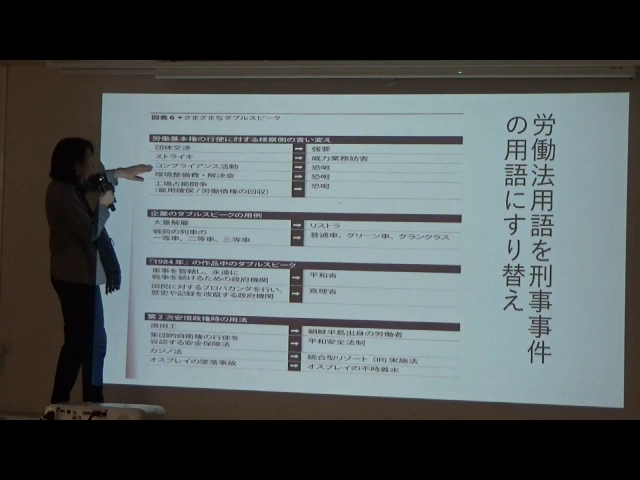 労働法用語を刑事事件
の用語にすり替え
図表6●さまざまなダブルスピーク
労働基本権の行使に対する検察側の言い変え
団体交渉 ➡ 強要
ストライキ ➡ 威力業務妨害
コンプライアンス活動 ➡ 恐喝
環境整備費・解決金 ➡ 恐喝
工場占拠闘争 ➡ 恐喝
(雇用確保/労働債権の回収)
企業のダブルスピークの用例
大量解雇 ➡ リストラ
戦前の列車の
一等車、二等車、三等車 ➡ 普通車、グリーン車、グランクラス
『1984年』の作品中のダブルスピーク
軍事を管轄し、永遠に
戦争を続けるための政府機関 ➡ 平和省
国民に対するプロパガンダを行い、
歴史や記録を改竄する政府機関 ➡ 真理省
第2次安倍政権時の用法
徴用工 ➡ 朝鮮半島出身の労働者
集団的自衛権の行使を
容認する安全保障法 ➡ 平和安全法制
カジノ法 ➡ 統合型リゾート(IR)実施法
オスプレイの墜落事故 ➡ オスプレイの不時着水